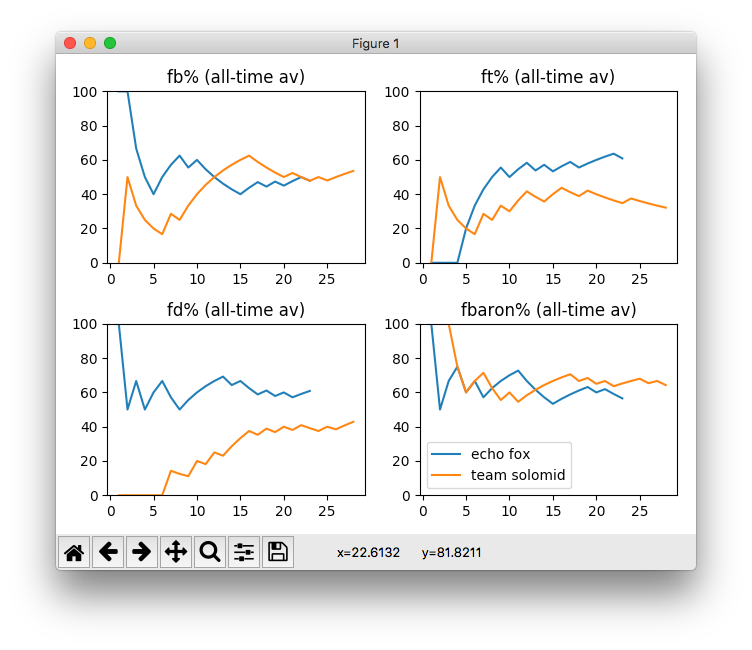 Figure 1
fb% (all-time av)
100
80
60
40
20
0
0 5 10 15 20 25
ft% (all-time av)
100
80
60
40
20
0
0 5 10 15 20 25
fd% (all-time av)
100
80
60
40
20
0
0 5 10 15 20 25
fbaron% (all-time av)
100
80
60
40
20
0
echo fox
team solomid
0 5 10 15 20 25
x=22.6132 y=81.8211